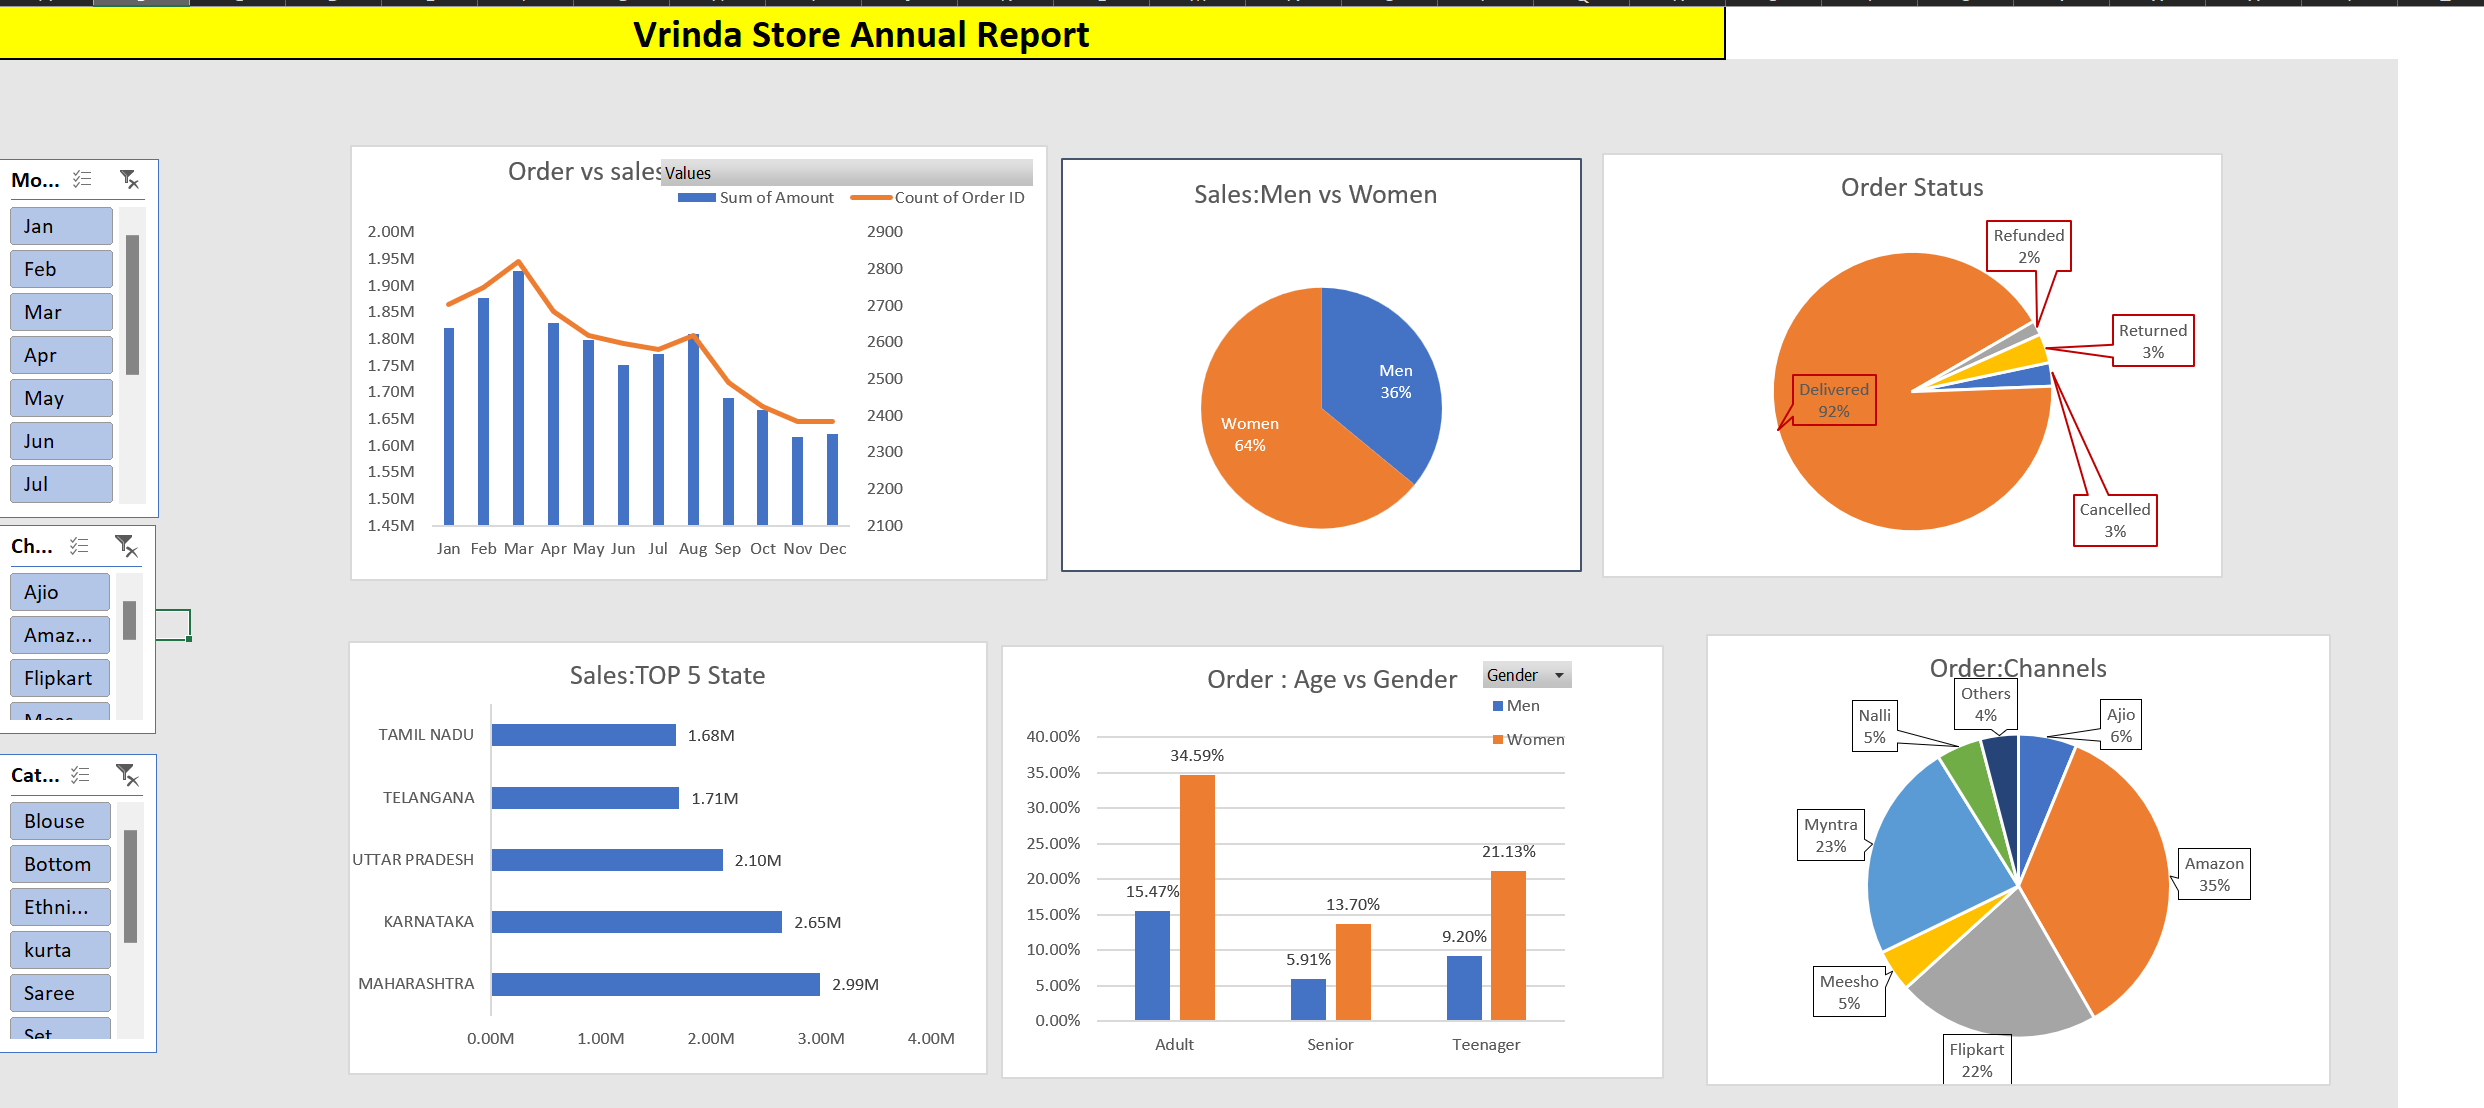 Vrinda Store Annual Report
Mo...
Jan
Feb
Mar
Apr
May
Jun
Jul
Ch...
Ajio
Amaz...
Flipkart
Cat...
Blouse
Bottom
Ethni...
kurta
Saree
Set
Order vs sales
Values
Sum of Amount
Count of Order ID
2.00M
1.95M
1.90M
1.85M
1.80M
1.75M
1.70M
1.65M
1.60M
1.55M
1.50M
1.45M
2900
2800
2700
2600
2500
2400
2300
2200
2100
Jan Feb Mar Apr May Jun Jul Aug Sep Oct Nov Dec
Sales:Men vs Women
Men
36%
Women
64%
Order Status
Refunded
2%
Returned
3%
Delivered
92%
Cancelled
3%
Sales:TOP 5 State
TAMIL NADU
1.68M
TELANGANA
1.71M
UTTAR PRADESH
2.10M
KARNATAKA
2.65M
MAHARASHTRA
2.99M
0.00M 1.00M 2.00M 3.00M 4.00M
Order : Age vs Gender
Gender
Men
Women
40.00%
35.00%
30.00%
25.00%
20.00%
15.00%
10.00%
5.00%
0.00%
15.47%
34.59%
5.91%
13.70%
9.20%
21.13%
Adult Senior Teenager
Order:Channels
Others
4%
Nalli
5%
Ajio
6%
Myntra
23%
Amazon
35%
Meesho
5%
Flipkart
22%